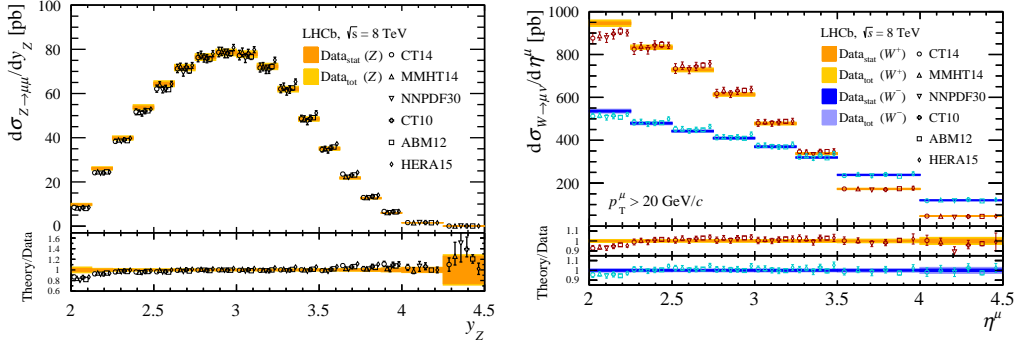 dσ_{Z→μμ}/dy_Z [pb]
80
70
60
50
40
30
20
10
0
LHCb, √s = 8 TeV
Data_stat (Z)
Data_tot (Z)
CT14
MMHT14
NNPDF30
CT10
ABM12
HERA15
Theory/Data
1.6
1.4
1.2
1
0.8
0.6
2 2.5 3 3.5 4 4.5
y_Z
dσ_{W→μν}/dη^μ [pb]
1000
800
600
400
200
LHCb, √s = 8 TeV
Data_stat (W⁺)
Data_tot (W⁺)
Data_stat (W⁻)
Data_tot (W⁻)
CT14
MMHT14
NNPDF30
CT10
ABM12
HERA15
p_T^μ > 20 GeV/c
Theory/Data
1.1
1
0.9
1.1
1
0.9
2 2.5 3 3.5 4 4.5
η^μ